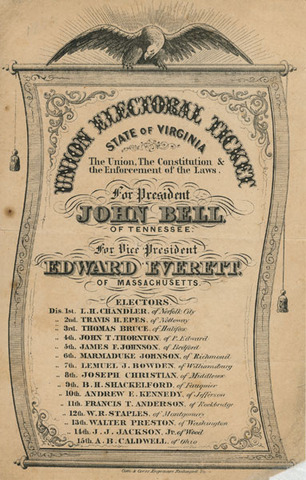 UNION ELECTORAL TICKET
STATE OF VIRGINIA
The Union, The Constitution &
the Enforcement of the Laws.
For President
JOHN BELL
OF TENNESSEE.
For Vice President
EDWARD EVERETT.
OF MASSACHUSETTS.
ELECTORS.
Dis. 1st. L.H. CHANDLER, of Norfolk City
„ 2nd. TRAVIS H. EPES, of Nottoway
„ 3rd. THOMAS BRUCE, of Halifax
„ 4th. JOHN T. THORNTON, of P. Edward
„ 5th. JAMES F. JOHNSON, of Bedford
„ 6th. MARMADUKE JOHNSON, of Richmond
„ 7th. LEMUEL J. BOWDEN, of Williamsburg
„ 8th. JOSEPH CHRISTIAN, of Middlesex
„ 9th. B.H. SHACKELFORD, of Fauquier
„ 10th. ANDREW E. KENNEDY, of Jefferson
„ 11th. FRANCIS T. ANDERSON, of Rockbridge
„ 12th. W.R. STAPLES, of Montgomery
„ 13th. WALTER PRESTON, of Washington
„ 14th. J.J. JACKSON, Jr. of Wood
„ 15th. A.H. CALDWELL, of Ohio